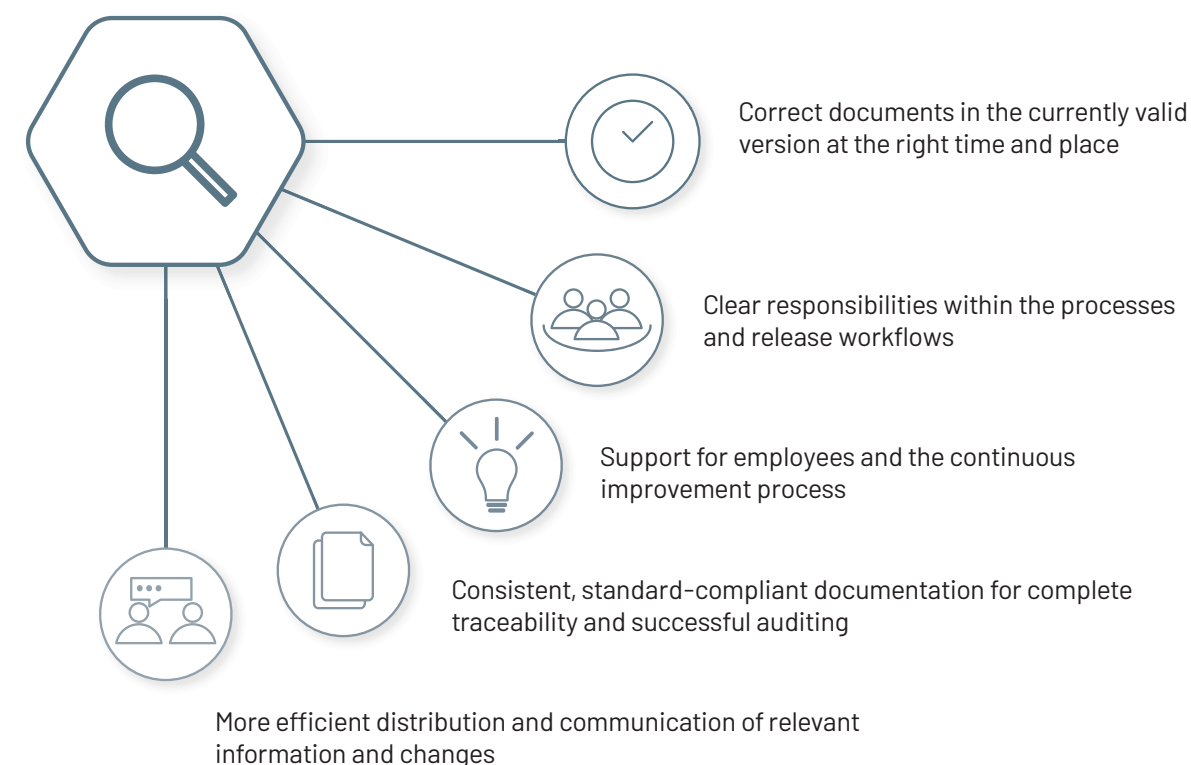 Correct documents in the currently valid
version at the right time and place
Clear responsibilities within the processes
and release workflows
Support for employees and the continuous
improvement process
Consistent, standard-compliant documentation for complete
traceability and successful auditing
More efficient distribution and communication of relevant
information and changes